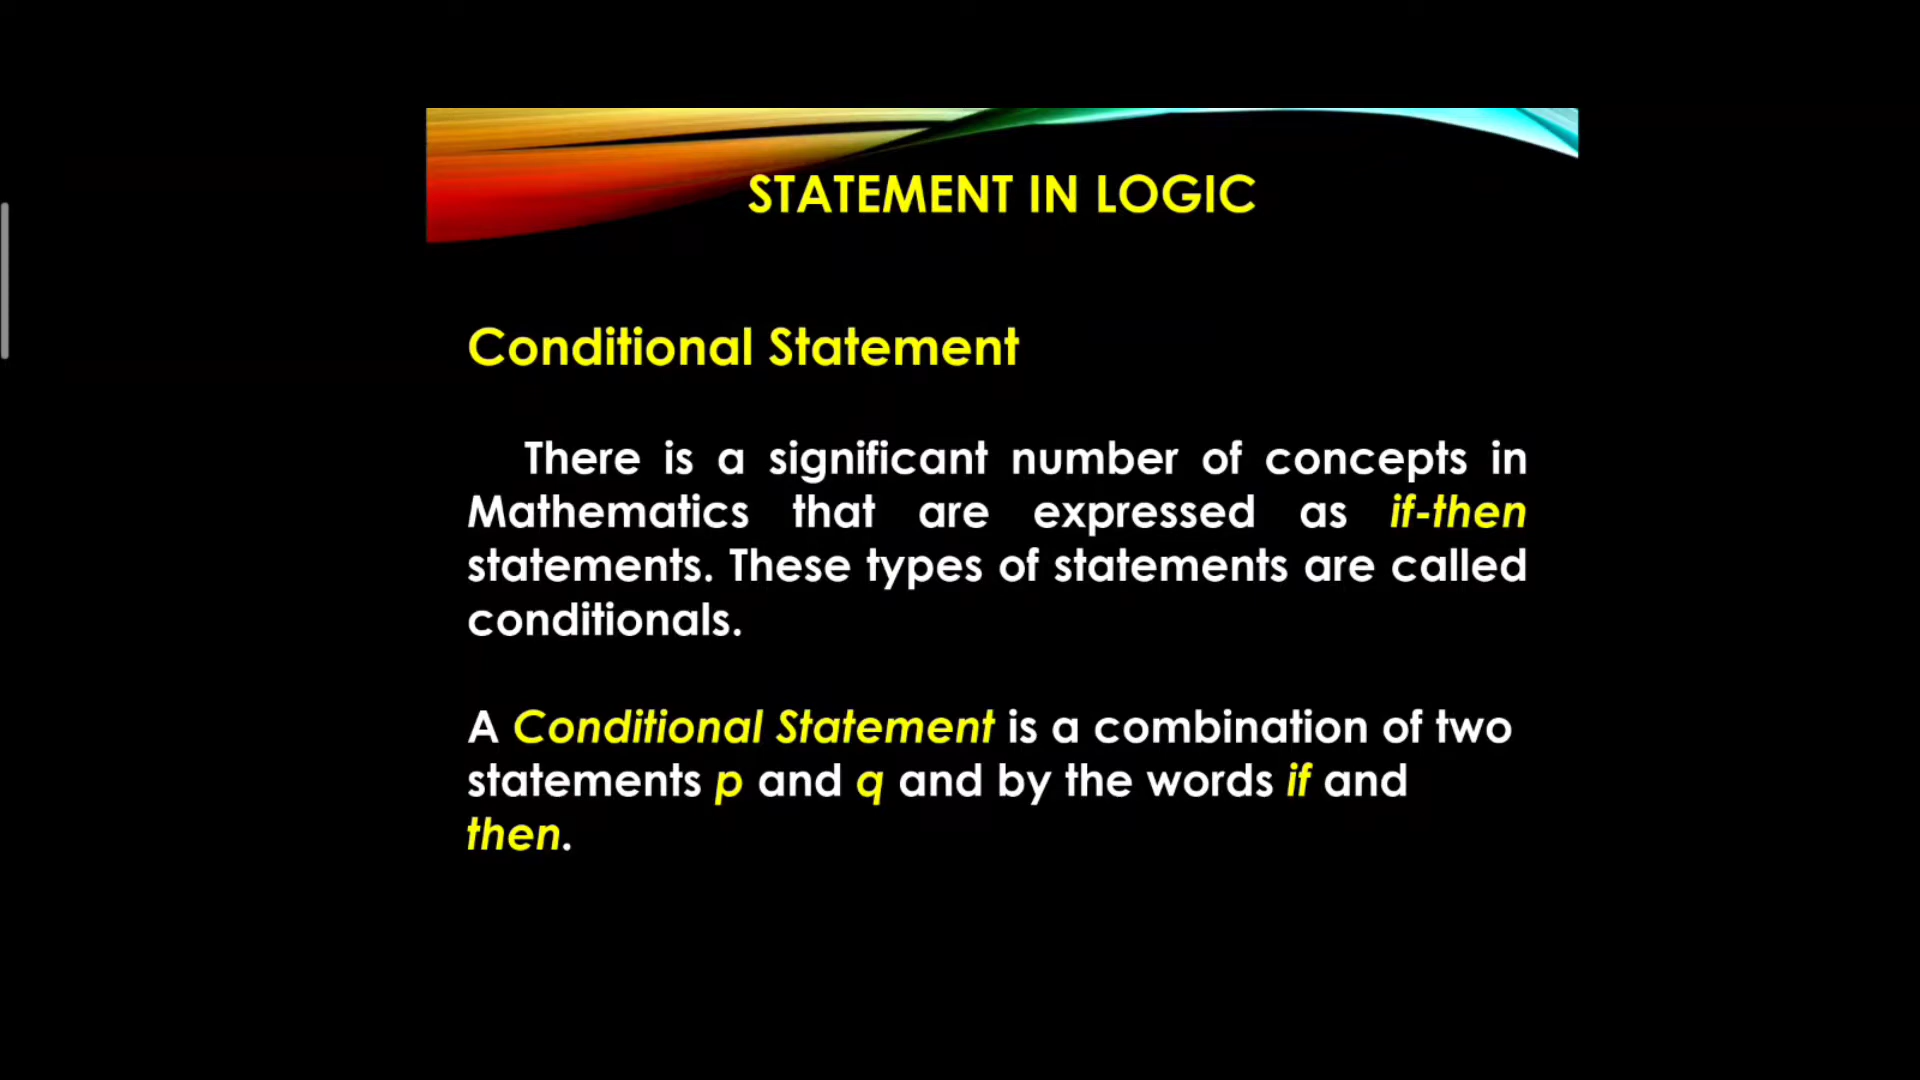 STATEMENT IN LOGIC
Conditional Statement
There is a significant number of concepts in
Mathematics that are expressed as if-then
statements. These types of statements are called
conditionals.
A Conditional Statement is a combination of two
statements p and q and by the words if and
then.